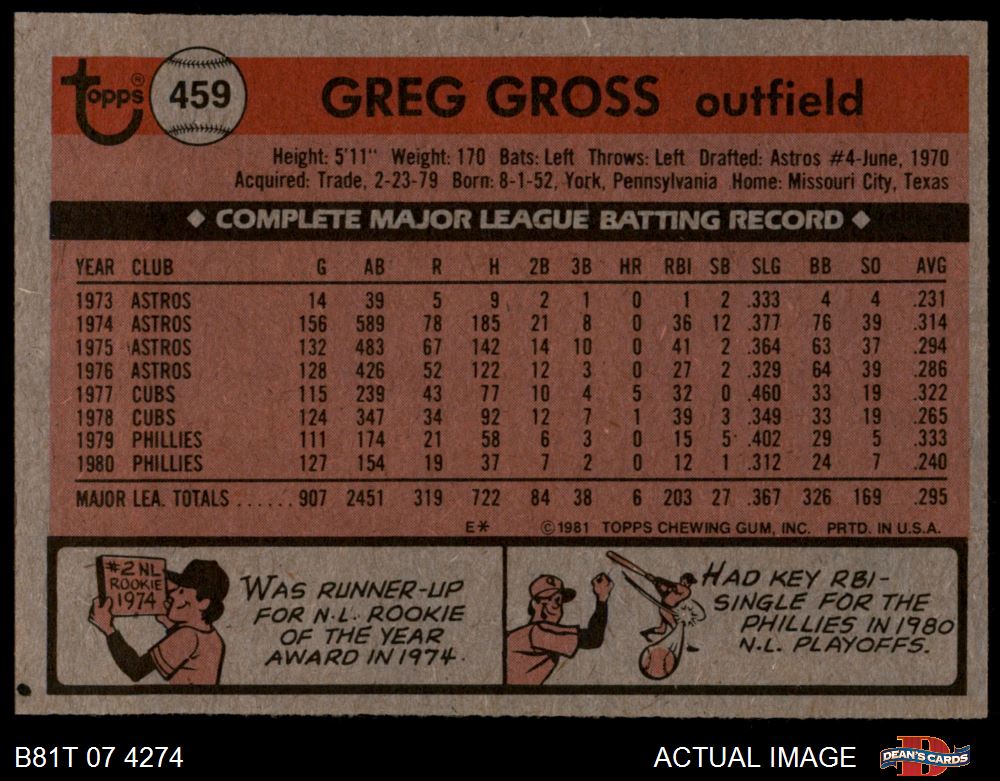 Topps ® 459 GREG GROSS outfield
Height: 5'11" Weight: 170 Bats: Left Throws: Left Drafted: Astros #4-June, 1970
Acquired: Trade, 2-23-79 Born: 8-1-52, York, Pennsylvania Home: Missouri City, Texas
◆ COMPLETE MAJOR LEAGUE BATTING RECORD ◆
YEAR CLUB G AB R H 2B 3B HR RBI SB SLG BB SO AVG
1973 ASTROS 14 39 5 9 2 1 0 1 2 .333 4 4 .231
1974 ASTROS 156 589 78 185 21 8 0 36 12 .377 76 39 .314
1975 ASTROS 132 483 67 142 14 10 0 41 2 .364 63 37 .294
1976 ASTROS 128 426 52 122 12 3 0 27 2 .329 64 39 .286
1977 CUBS 115 239 43 77 10 4 5 32 0 .460 33 19 .322
1978 CUBS 124 347 34 92 12 7 1 39 3 .349 33 19 .265
1979 PHILLIES 111 174 21 58 6 3 0 15 5 .402 29 5 .333
1980 PHILLIES 127 154 19 37 7 2 0 12 1 .312 24 7 .240
MAJOR LEA. TOTALS ...... 907 2451 319 722 84 38 6 203 27 .367 326 169 .295
E* ©1981 TOPPS CHEWING GUM, INC. PRTD. IN U.S.A.
#2 NL
ROOKIE
1974
WAS RUNNER-UP
FOR N.L. ROOKIE
OF THE YEAR
AWARD IN 1974.
HAD KEY RBI-
SINGLE FOR THE
PHILLIES IN 1980
N.L. PLAYOFFS.
B81T 07 4274 ACTUAL IMAGE DEAN'S CARDS